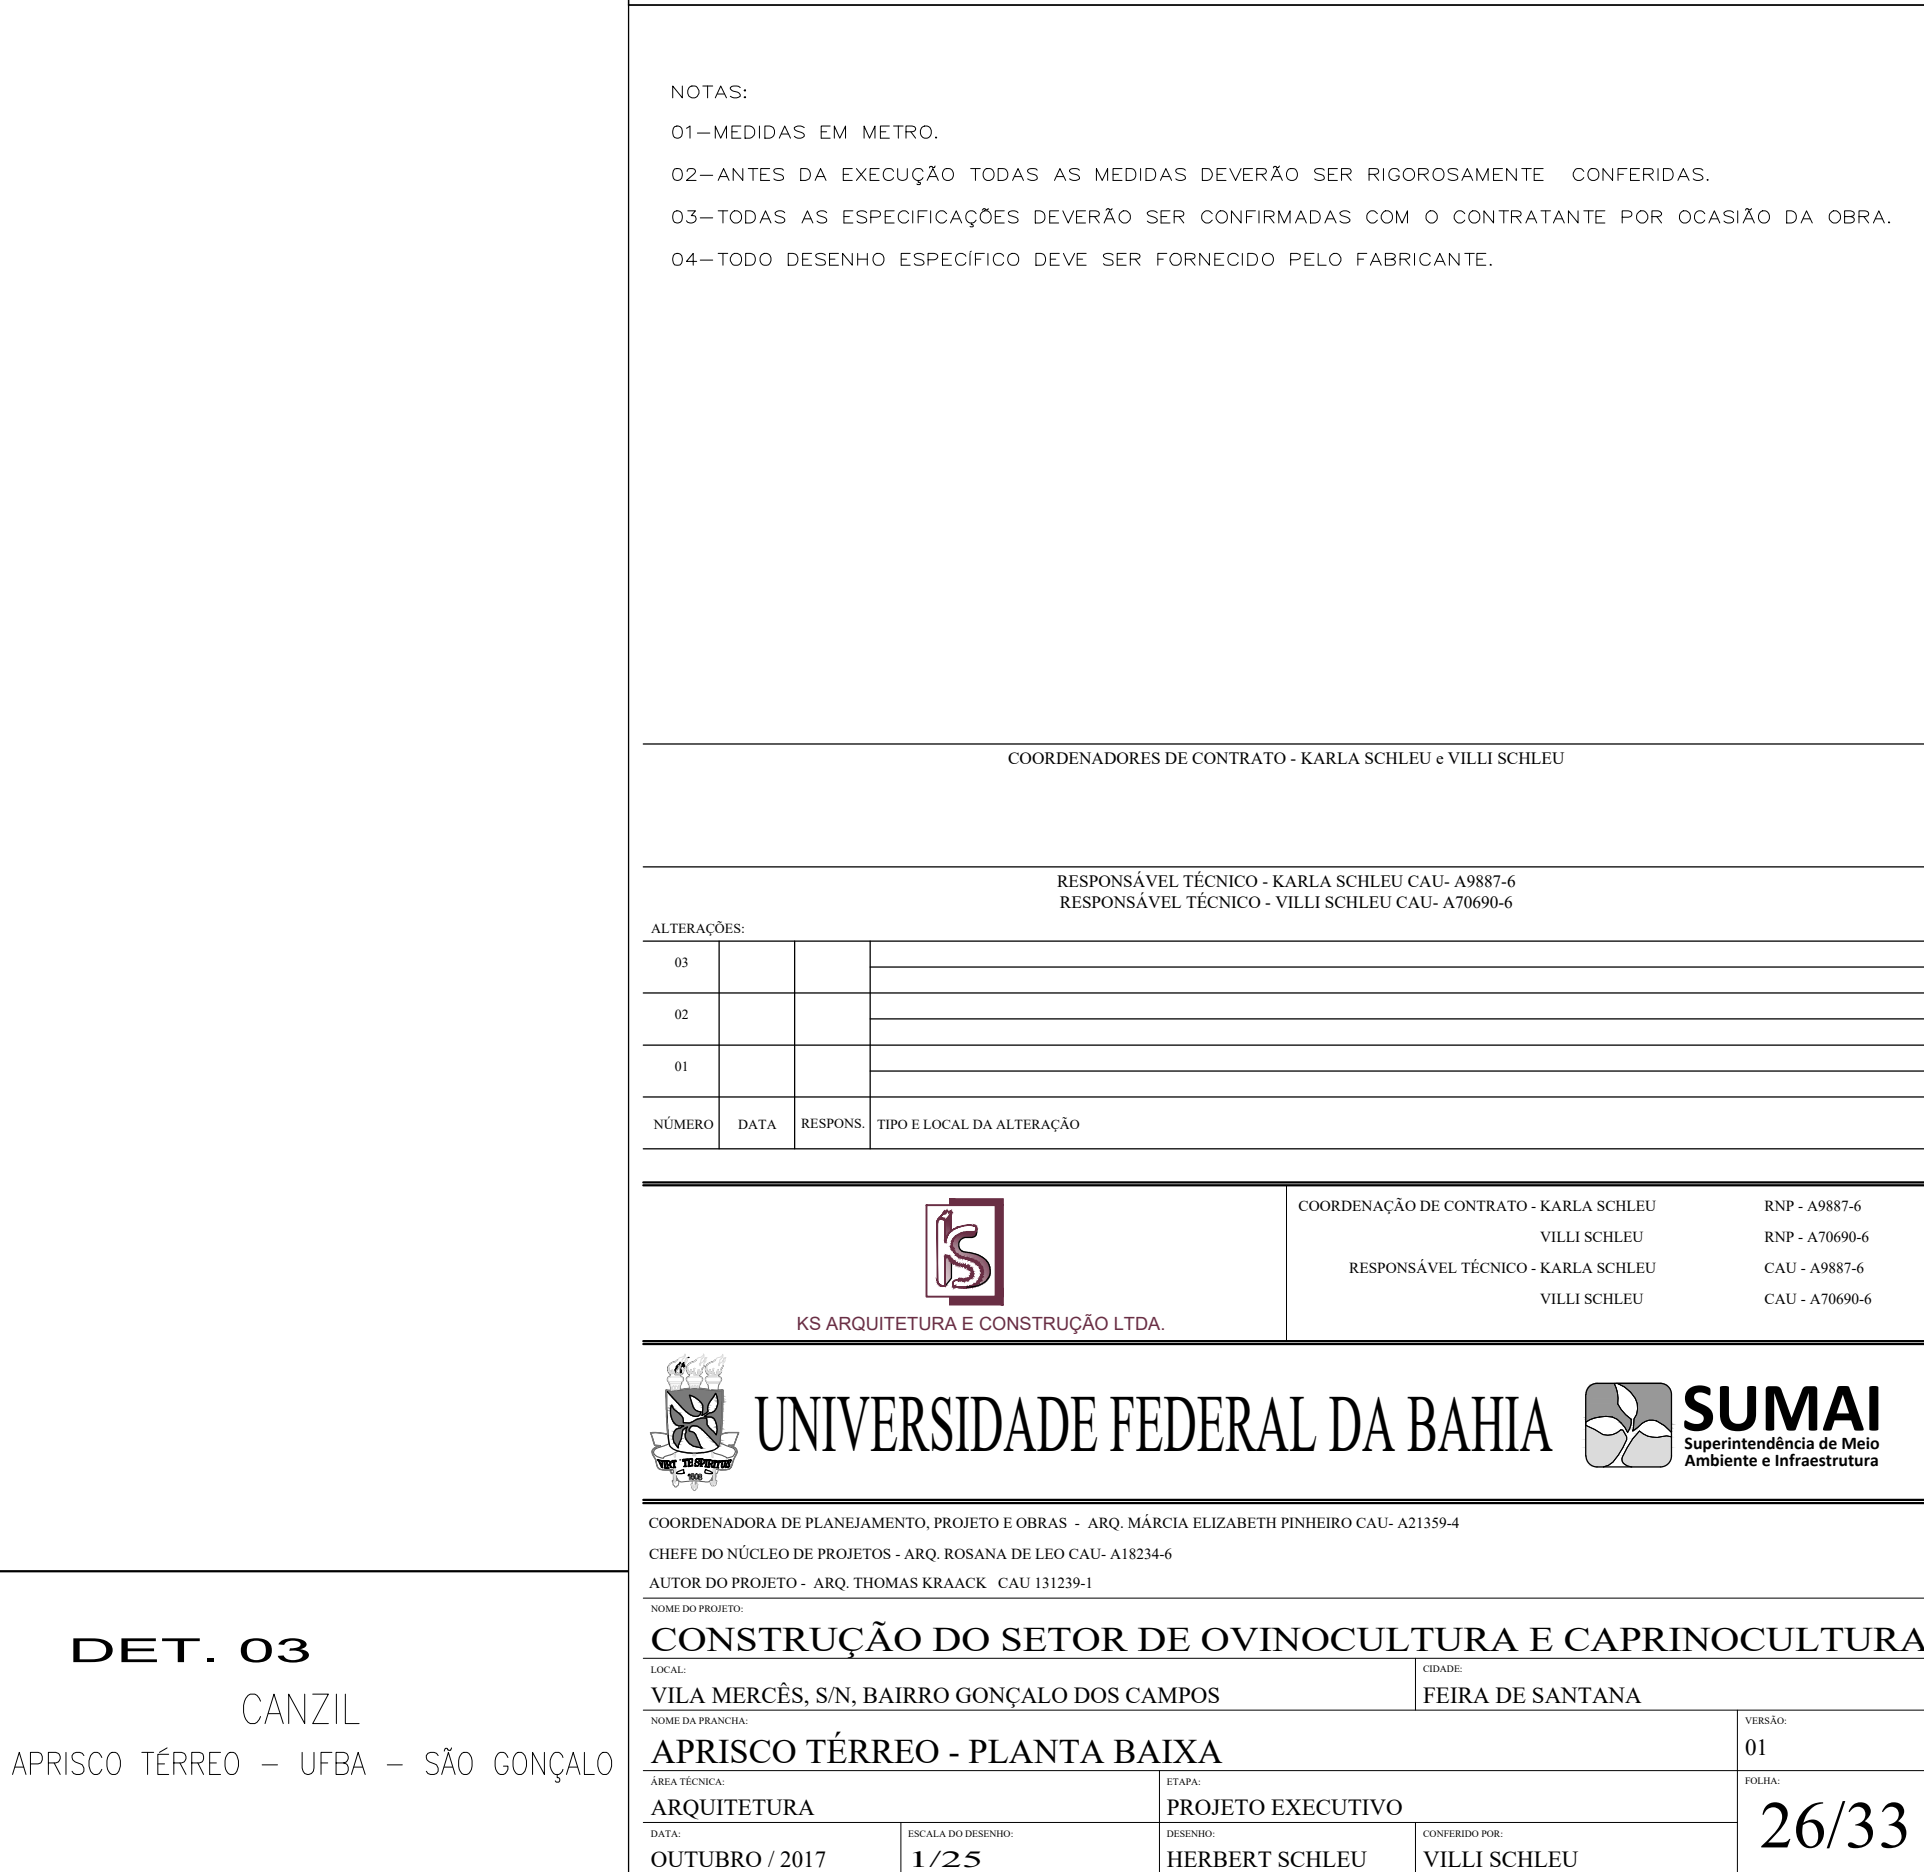 NOTAS:
01-MEDIDAS EM METRO.
02-ANTES DA EXECUÇÃO TODAS AS MEDIDAS DEVERÃO SER RIGOROSAMENTE CONFERIDAS.
03-TODAS AS ESPECIFICAÇÕES DEVERÃO SER CONFIRMADAS COM O CONTRATANTE POR OCASIÃO DA OBRA.
04-TODO DESENHO ESPECÍFICO DEVE SER FORNECIDO PELO FABRICANTE.
COORDENADORES DE CONTRATO - KARLA SCHLEU e VILLI SCHLEU
RESPONSÁVEL TÉCNICO - KARLA SCHLEU CAU- A9887-6
RESPONSÁVEL TÉCNICO - VILLI SCHLEU CAU- A70690-6
ALTERAÇÕES:
03
02
01
NÚMERO DATA RESPONS. TIPO E LOCAL DA ALTERAÇÃO
KS ARQUITETURA E CONSTRUÇÃO LTDA.
COORDENAÇÃO DE CONTRATO - KARLA SCHLEU RNP - A9887-6
VILLI SCHLEU RNP - A70690-6
RESPONSÁVEL TÉCNICO - KARLA SCHLEU CAU - A9887-6
VILLI SCHLEU CAU - A70690-6
1808
UNIVERSIDADE FEDERAL DA BAHIA
SUMAI
Superintendência de Meio
Ambiente e Infraestrutura
COORDENADORA DE PLANEJAMENTO, PROJETO E OBRAS - ARQ. MÁRCIA ELIZABETH PINHEIRO CAU- A21359-4
CHEFE DO NÚCLEO DE PROJETOS - ARQ. ROSANA DE LEO CAU- A18234-6
AUTOR DO PROJETO - ARQ. THOMAS KRAACK CAU 131239-1
NOME DO PROJETO:
CONSTRUÇÃO DO SETOR DE OVINOCULTURA E CAPRINOCULTURA
LOCAL:
VILA MERCÊS, S/N, BAIRRO GONÇALO DOS CAMPOS
CIDADE:
FEIRA DE SANTANA
NOME DA PRANCHA:
APRISCO TÉRREO - PLANTA BAIXA
VERSÃO:
01
ÁREA TÉCNICA:
ARQUITETURA
ETAPA:
PROJETO EXECUTIVO
FOLHA:
26/33
DATA:
OUTUBRO / 2017
ESCALA DO DESENHO:
1/25
DESENHO:
HERBERT SCHLEU
CONFERIDO POR:
VILLI SCHLEU
DET. 03
CANZIL
APRISCO TÉRREO - UFBA - SÃO GONÇALO